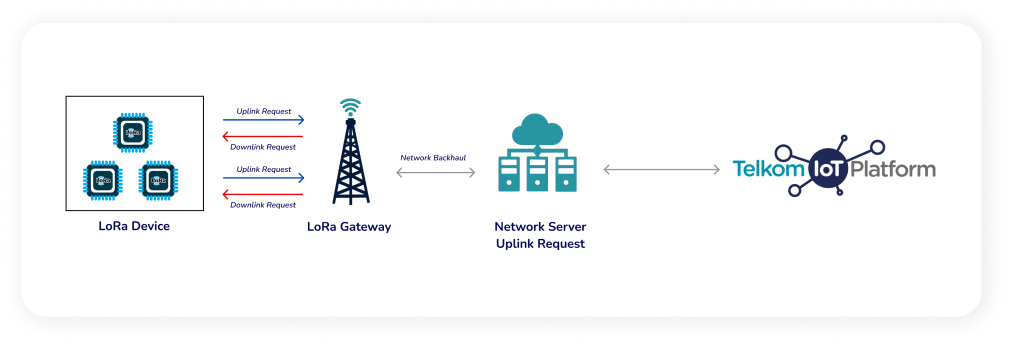 LoRa
LoRa
LoRa
LoRa Device
Uplink Request
Downlink Request
Uplink Request
Downlink Request
LoRa Gateway
Network Backhaul
Network Server
Uplink Request
Telkom IoT Platform